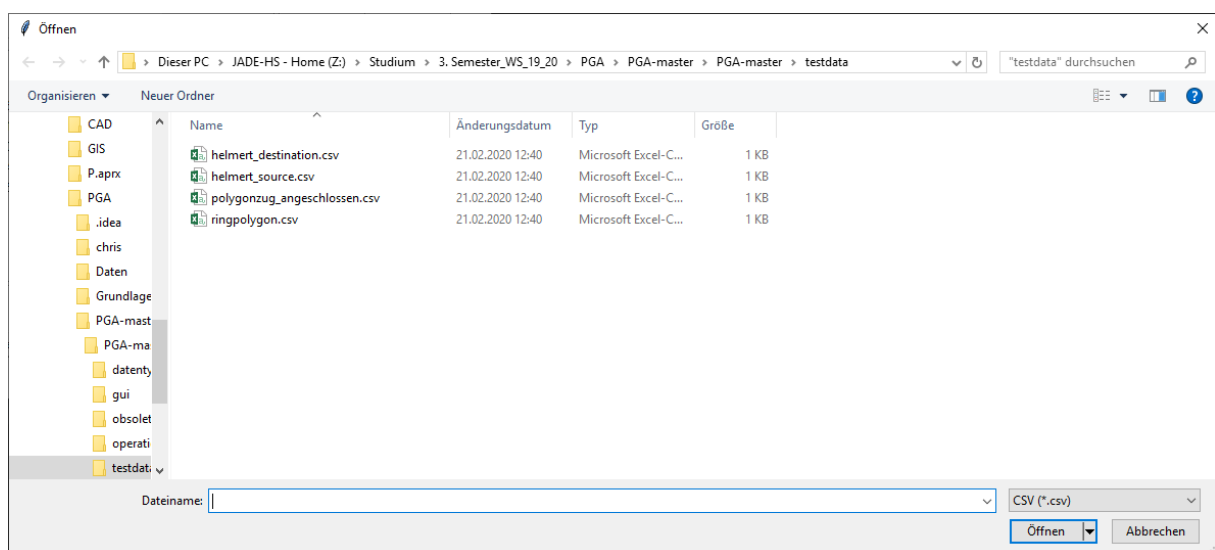 Öffnen
Dieser PC > JADE-HS - Home (Z:) > Studium > 3. Semester_WS_19_20 > PGA > PGA-master > PGA-master > testdata
"testdata" durchsuchen
Organisieren
Neuer Ordner
CAD
GIS
P.aprx
PGA
.idea
chris
Daten
Grundlage
PGA-mast
PGA-ma
datenty
gui
obsolet
operati
testdata
Name Änderungsdatum Typ Größe
helmert_destination.csv 21.02.2020 12:40 Microsoft Excel-C... 1 KB
helmert_source.csv 21.02.2020 12:40 Microsoft Excel-C... 1 KB
polygonzug_angeschlossen.csv 21.02.2020 12:40 Microsoft Excel-C... 1 KB
ringpolygon.csv 21.02.2020 12:40 Microsoft Excel-C... 1 KB
Dateiname:
CSV (*.csv)
Öffnen
Abbrechen